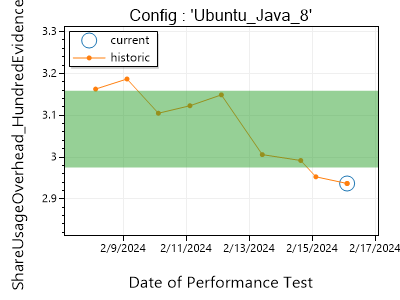 Config : 'Ubuntu_Java_8'
current
historic
ShareUsageOverhead_HundredEvidence
3.3
3.2
3.1
3
2.9
2/9/2024 2/11/2024 2/13/2024 2/15/2024 2/17/2024
Date of Performance Test